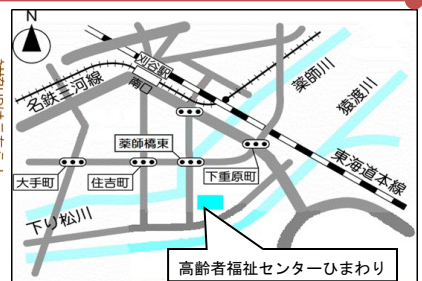 N
刈谷駅
南口
名鉄三河線
薬師川
猿渡川
東海道本線
薬師橋東
大手町
住吉町
下重原町
下り松川
高齢者福祉センターひまわり